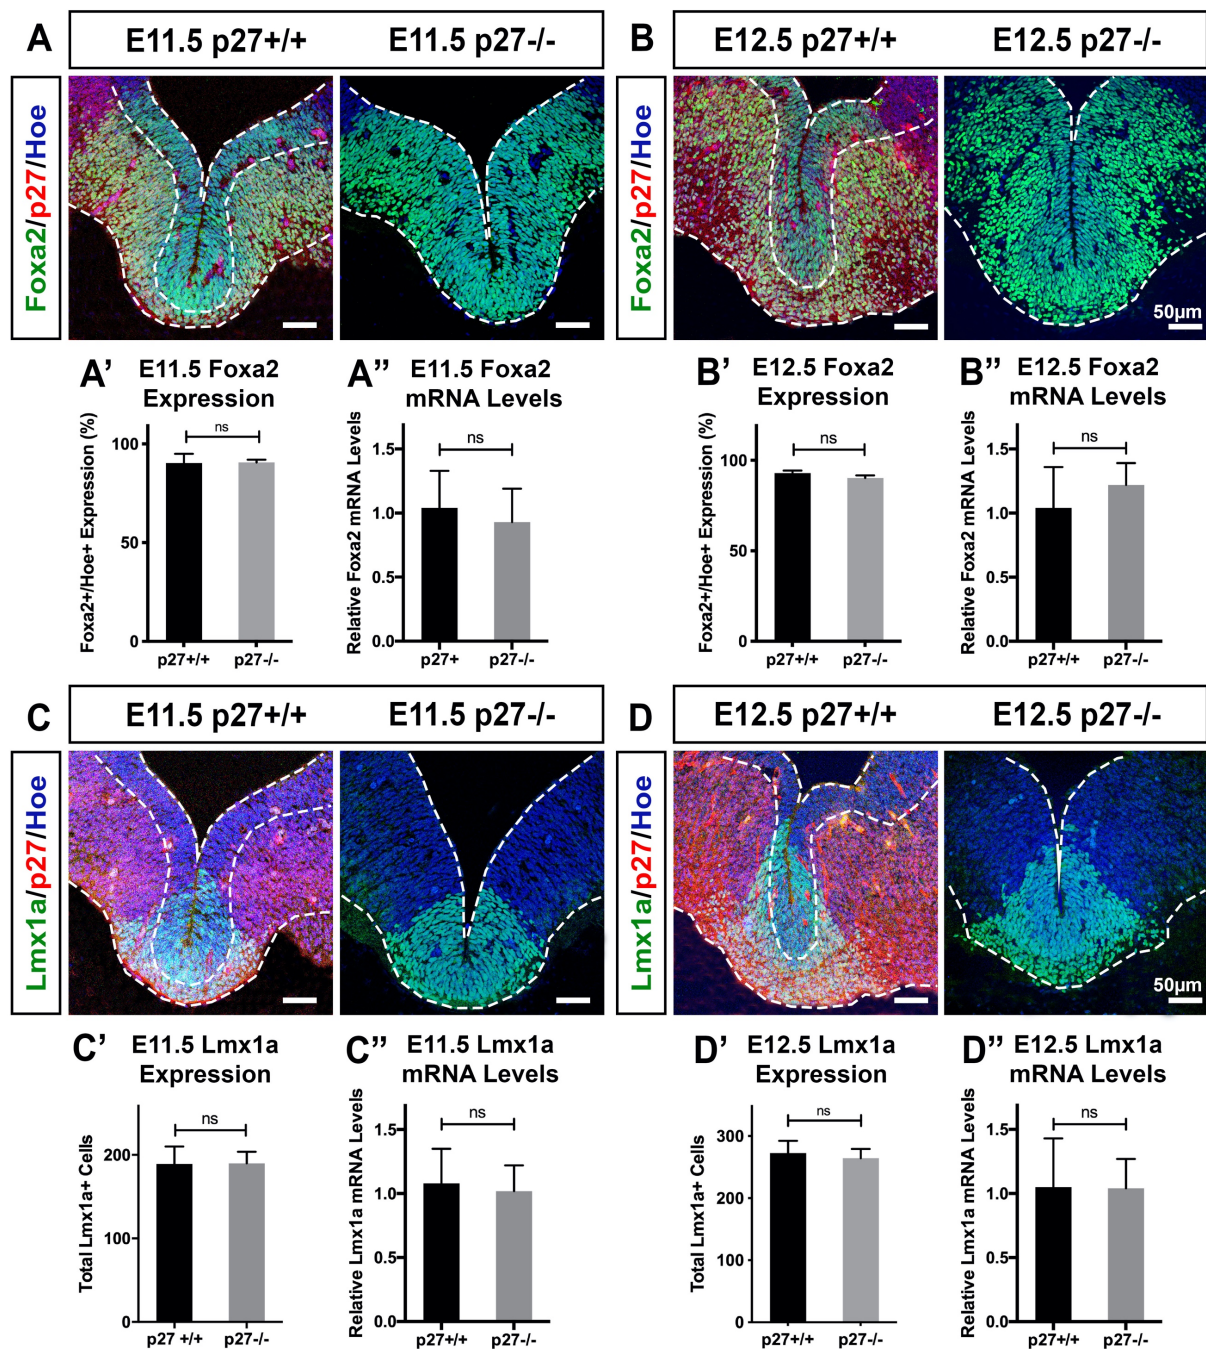 A
E11.5 p27+/+
E11.5 p27-/-
B
E12.5 p27+/+
E12.5 p27-/-
Foxa2/p27/Hoe
Foxa2/p27/Hoe
50µm
A'
E11.5 Foxa2
Expression
Foxa2+/Hoe+ Expression (%)
100
50
0
ns
p27+/+
p27-/-
A''
E11.5 Foxa2
mRNA Levels
Relative Foxa2 mRNA Levels
1.5
1.0
0.5
0.0
ns
p27+
p27-/-
B'
E12.5 Foxa2
Expression
Foxa2+/Hoe+ Expression (%)
100
50
0
ns
p27+/+
p27-/-
B''
E12.5 Foxa2
mRNA Levels
Relative Foxa2 mRNA Levels
1.5
1.0
0.5
0.0
ns
p27+/+
p27-/-
C
E11.5 p27+/+
E11.5 p27-/-
D
E12.5 p27+/+
E12.5 p27-/-
Lmx1a/p27/Hoe
Lmx1a/p27/Hoe
50µm
C'
E11.5 Lmx1a
Expression
Total Lmx1a+ Cells
200
100
0
ns
p27 +/+
p27-/-
C''
E11.5 Lmx1a
mRNA Levels
Relative Lmx1a mRNA Levels
1.5
1.0
0.5
0.0
ns
p27+/+
p27-/-
D'
E12.5 Lmx1a
Expression
Total Lmx1a+ Cells
300
200
100
0
ns
p27+/+
p27-/-
D''
E12.5 Lmx1a
mRNA Levels
Relative Lmx1a mRNA Levels
1.5
1.0
0.5
0.0
ns
p27+/+
p27-/-